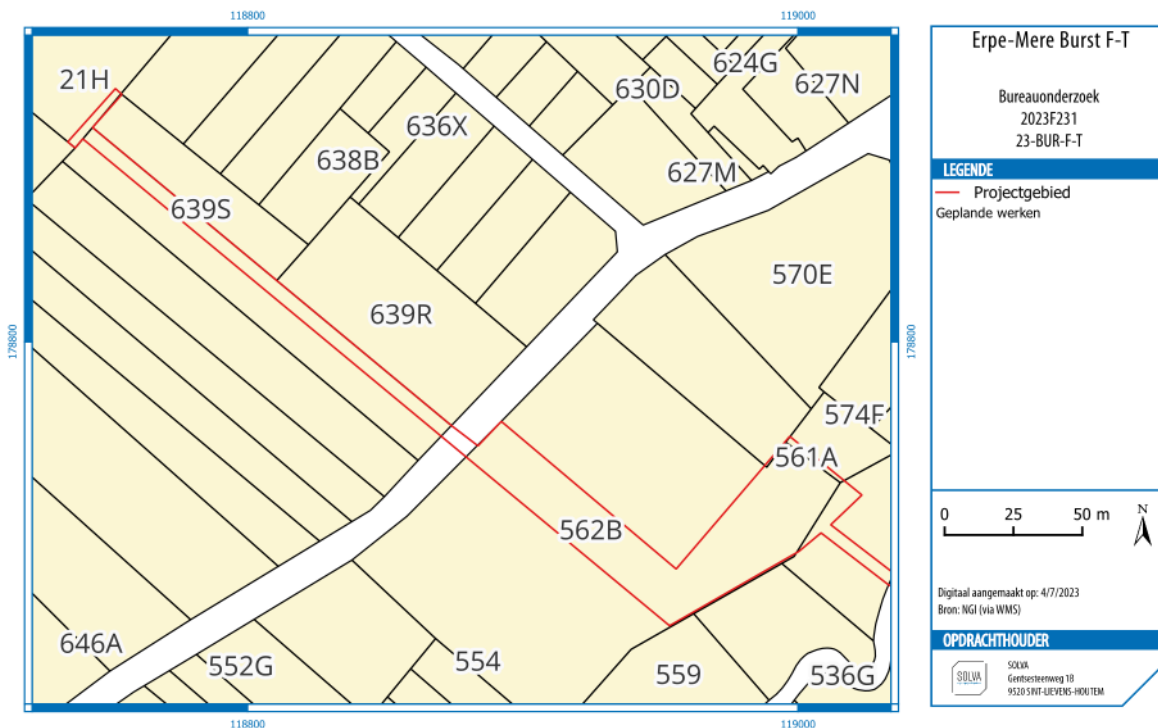 118800
119000
21H
624G
630D
627N
636X
638B
627M
639S
570E
639R
178800
178800
574F
561A
562B
646A
552G
554
559
536G
118800
119000
Erpe-Mere Burst F-T
Bureauonderzoek
2023F231
23-BUR-F-T
LEGENDE
Projectgebied
Geplande werken
0 25 50 m
N
Digitaal aangemaakt op: 4/7/2023
Bron: NGI (via WMS)
OPDRACHTHOUDER
SOLVA
SOLVA
Gentsesteenweg 1B
9520 SINT-LIEVENS-HOUTEM